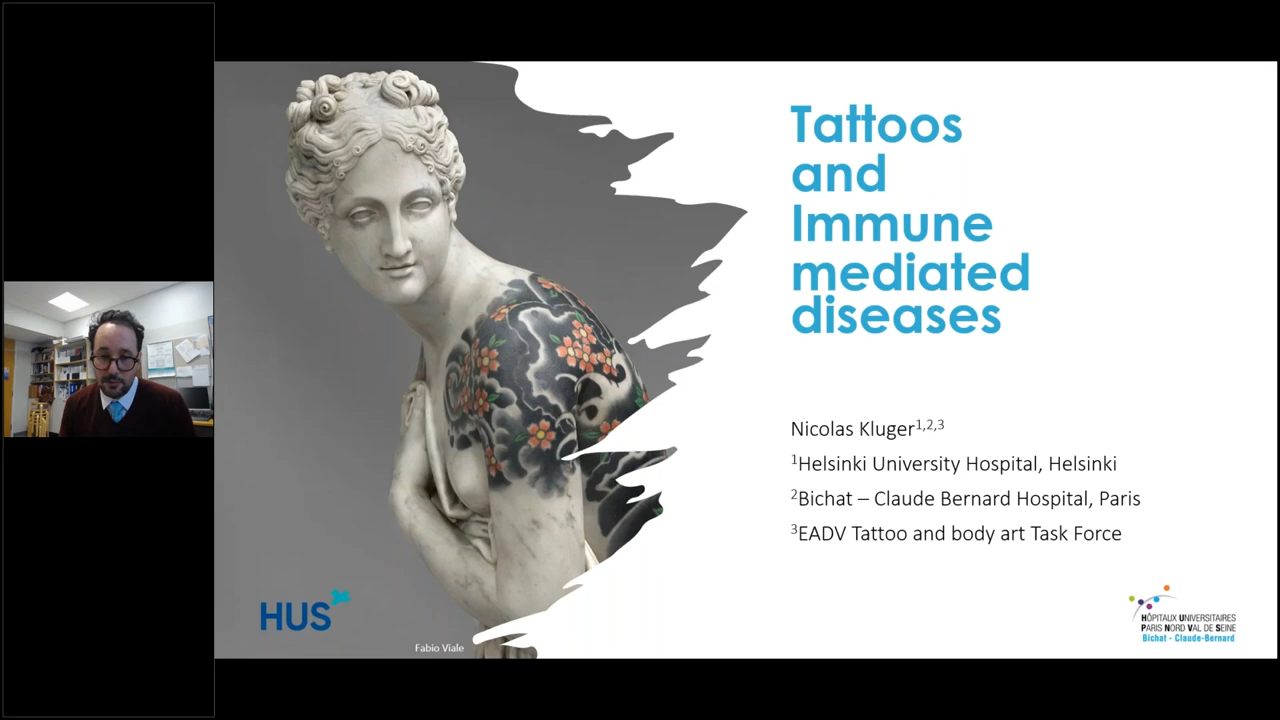 Tattoos
and
Immune
mediated
diseases
Nicolas Kluger1,2,3
1Helsinki University Hospital, Helsinki
2Bichat – Claude Bernard Hospital, Paris
3EADV Tattoo and body art Task Force
HUS
Fabio Viale
HÔPITAUX UNIVERSITAIRES
PARIS NORD VAL DE SEINE
Bichat - Claude-Bernard